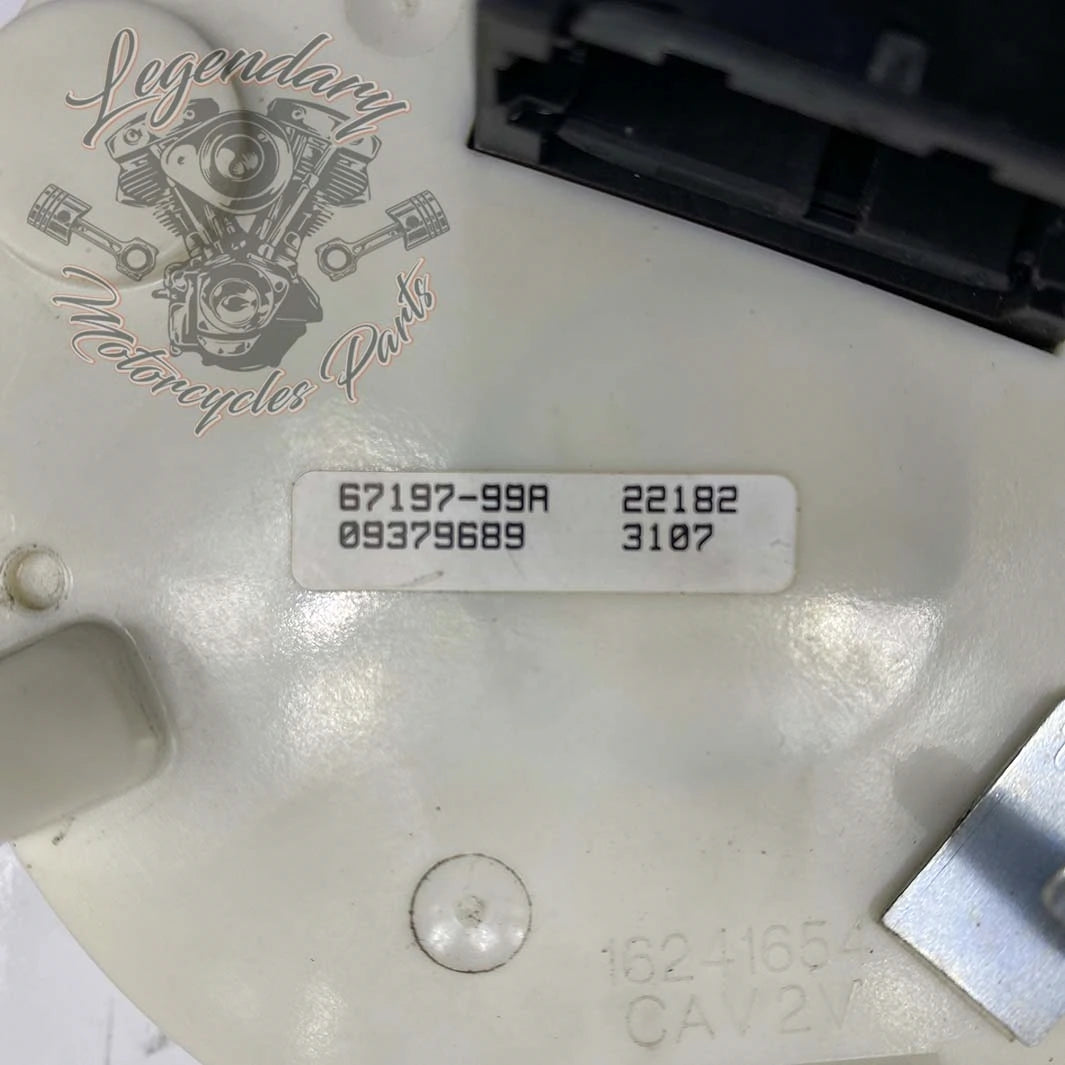 Legendary
Motorcycles Parts
67197-99A 22182
09379689 3107
16241654
CAV2V